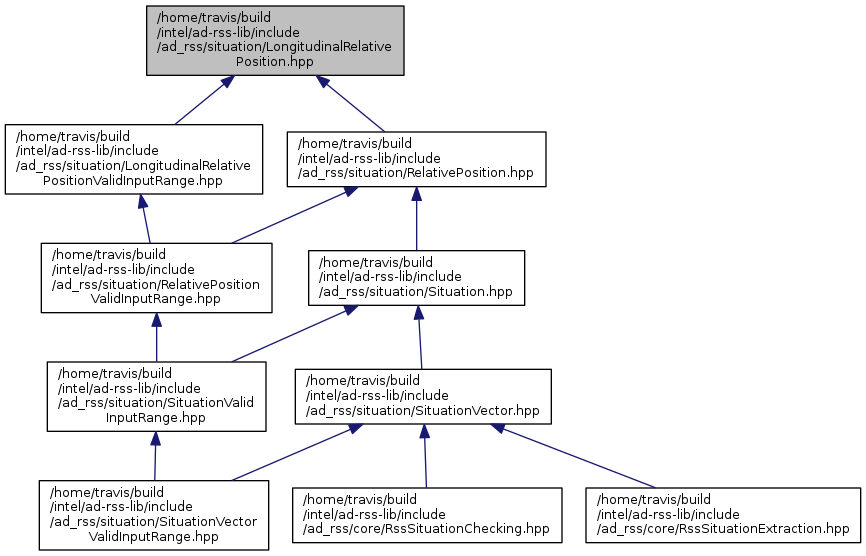 /home/travis/build
/intel/ad-rss-lib/include
/ad_rss/situation/LongitudinalRelative
Position.hpp
/home/travis/build
/intel/ad-rss-lib/include
/ad_rss/situation/LongitudinalRelative
PositionValidInputRange.hpp
/home/travis/build
/intel/ad-rss-lib/include
/ad_rss/situation/RelativePosition.hpp
/home/travis/build
/intel/ad-rss-lib/include
/ad_rss/situation/RelativePosition
ValidInputRange.hpp
/home/travis/build
/intel/ad-rss-lib/include
/ad_rss/situation/Situation.hpp
/home/travis/build
/intel/ad-rss-lib/include
/ad_rss/situation/SituationValid
InputRange.hpp
/home/travis/build
/intel/ad-rss-lib/include
/ad_rss/situation/SituationVector.hpp
/home/travis/build
/intel/ad-rss-lib/include
/ad_rss/situation/SituationVector
ValidInputRange.hpp
/home/travis/build
/intel/ad-rss-lib/include
/ad_rss/core/RssSituationChecking.hpp
/home/travis/build
/intel/ad-rss-lib/include
/ad_rss/core/RssSituationExtraction.hpp